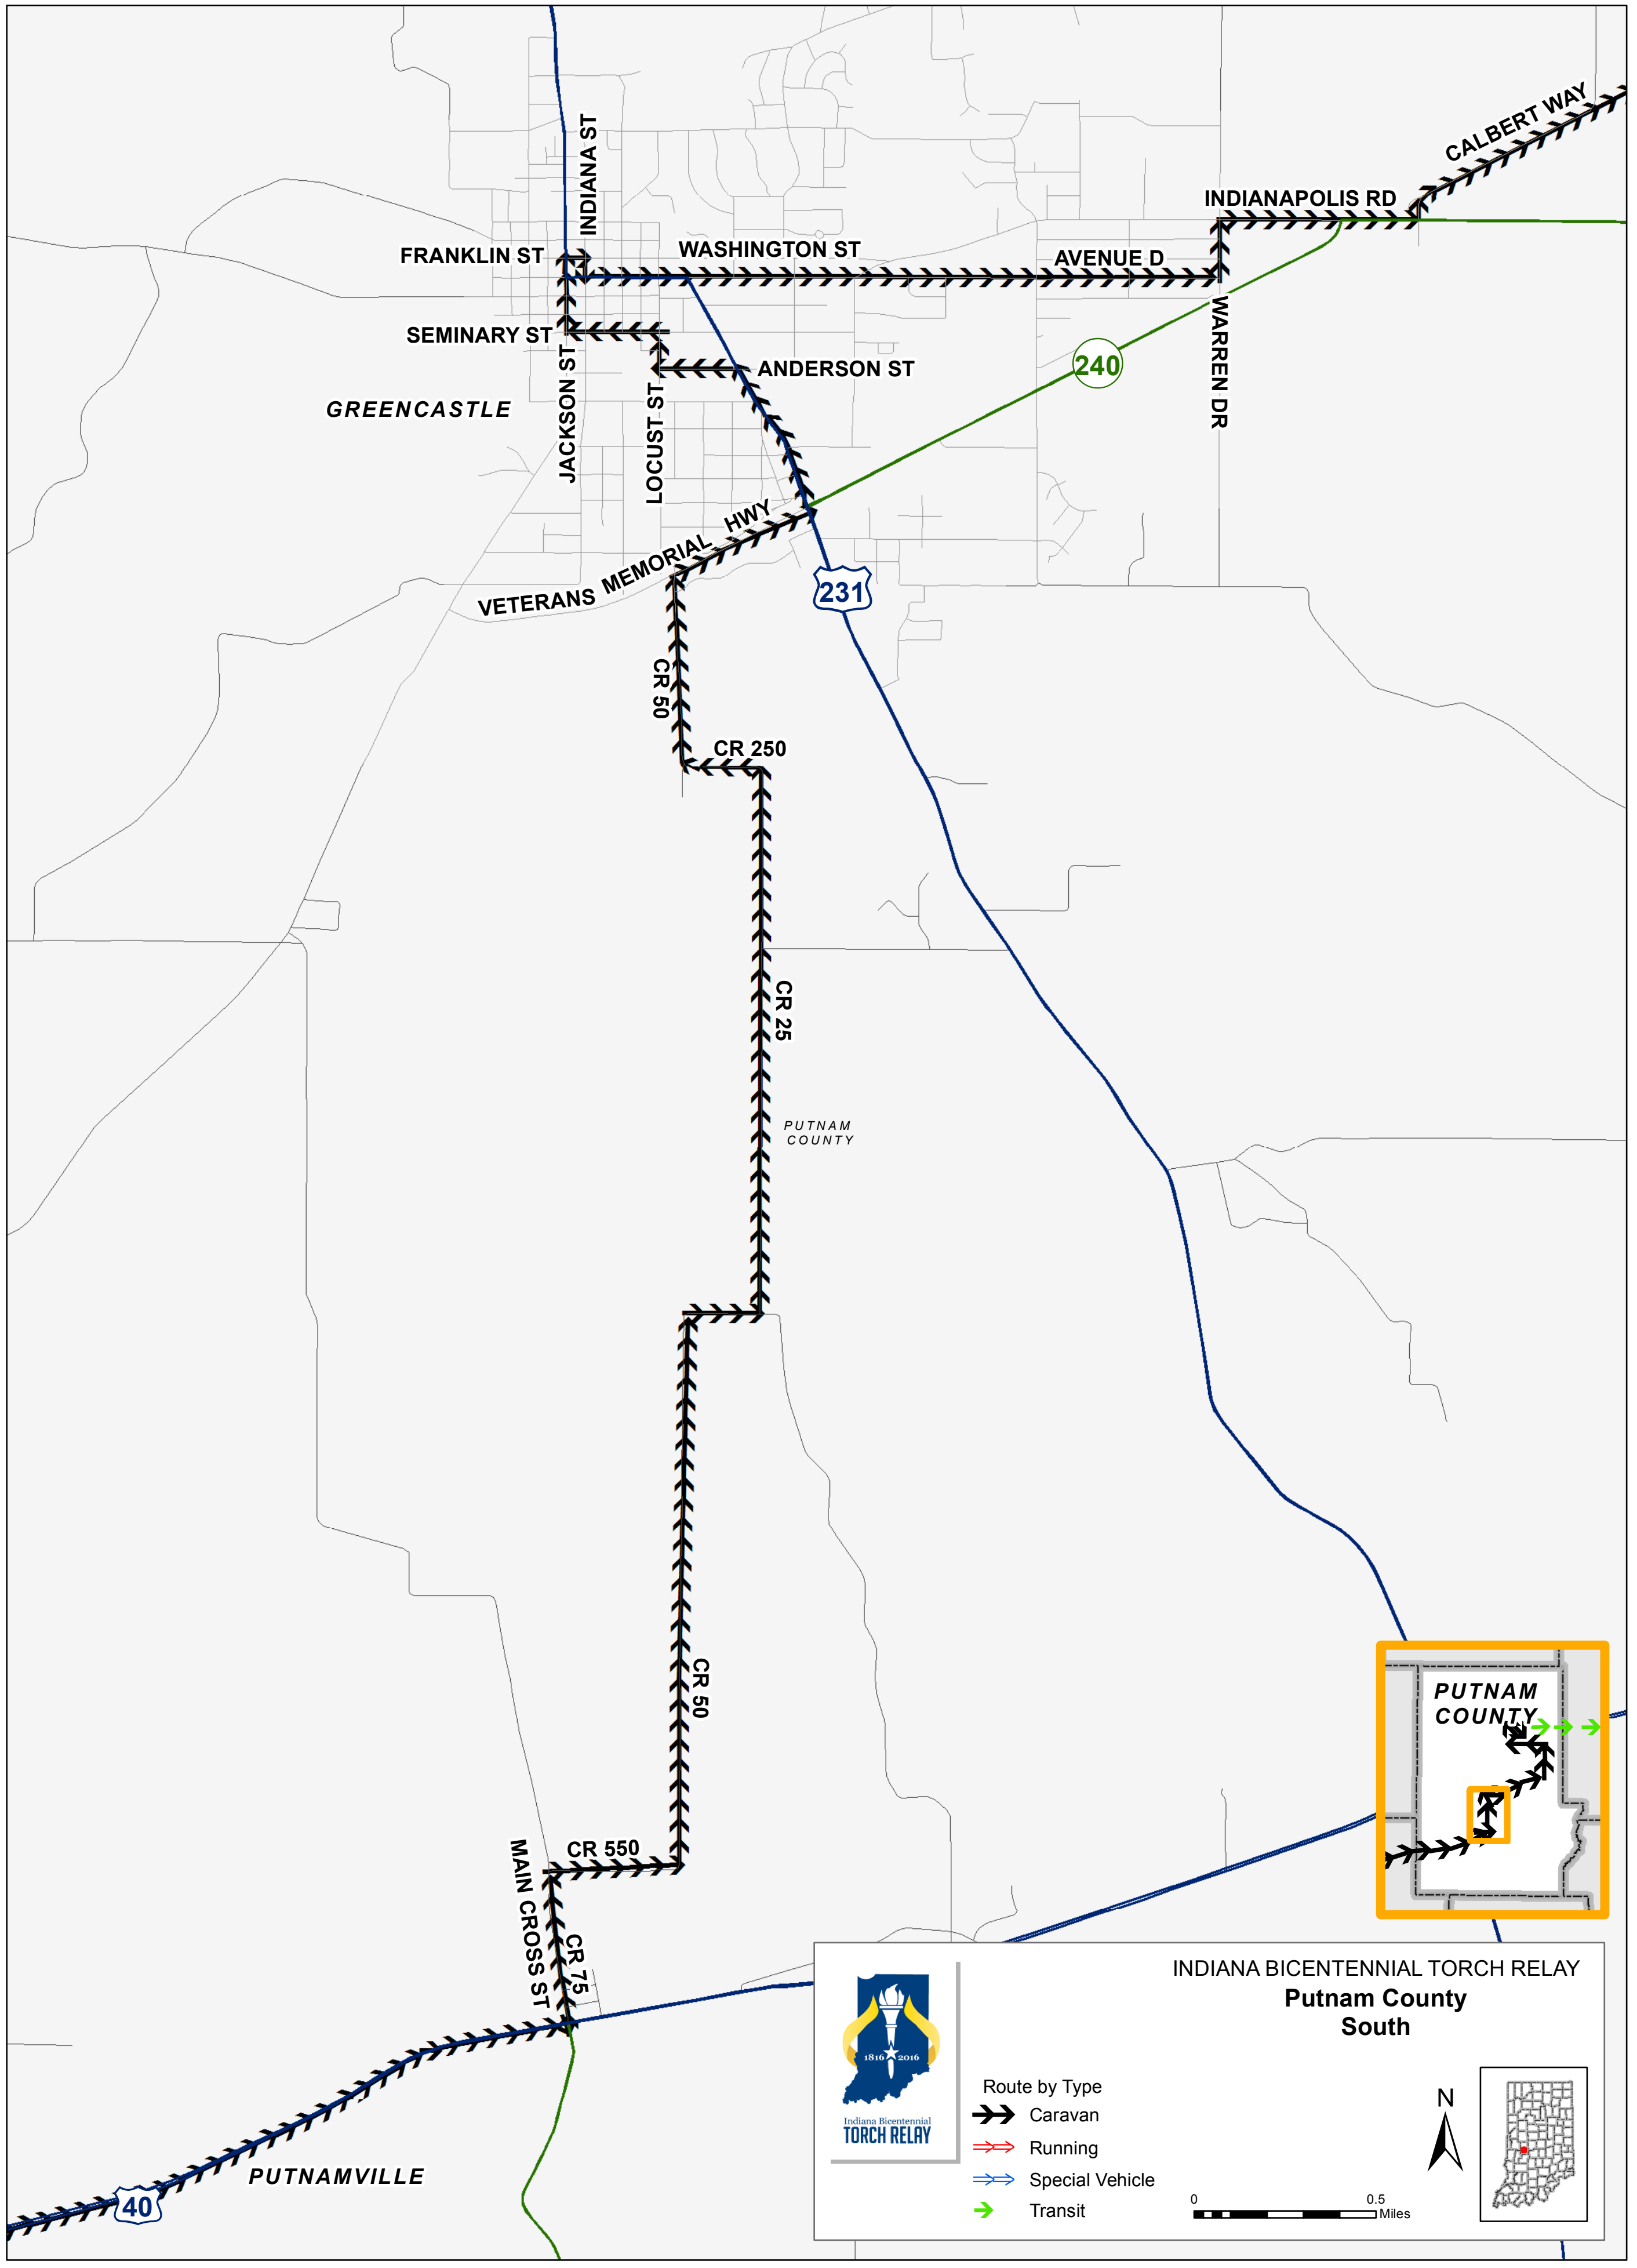 CALBERT WAY
INDIANA ST
INDIANAPOLIS RD
FRANKLIN ST
WASHINGTON ST
AVENUE D
SEMINARY ST
WARREN DR
ANDERSON ST
240
JACKSON ST
LOCUST ST
GREENCASTLE
VETERANS MEMORIAL HWY
231
CR 50
CR 250
CR 25
PUTNAM
COUNTY
CR 50
PUTNAM
COUNTY
CR 550
MAIN CROSS ST
CR 75
PUTNAMVILLE
40
INDIANA BICENTENNIAL TORCH RELAY
Putnam County
South
1816 2016
Indiana Bicentennial
TORCH RELAY
Route by Type
Caravan
Running
Special Vehicle
Transit
N
0 0.5
Miles